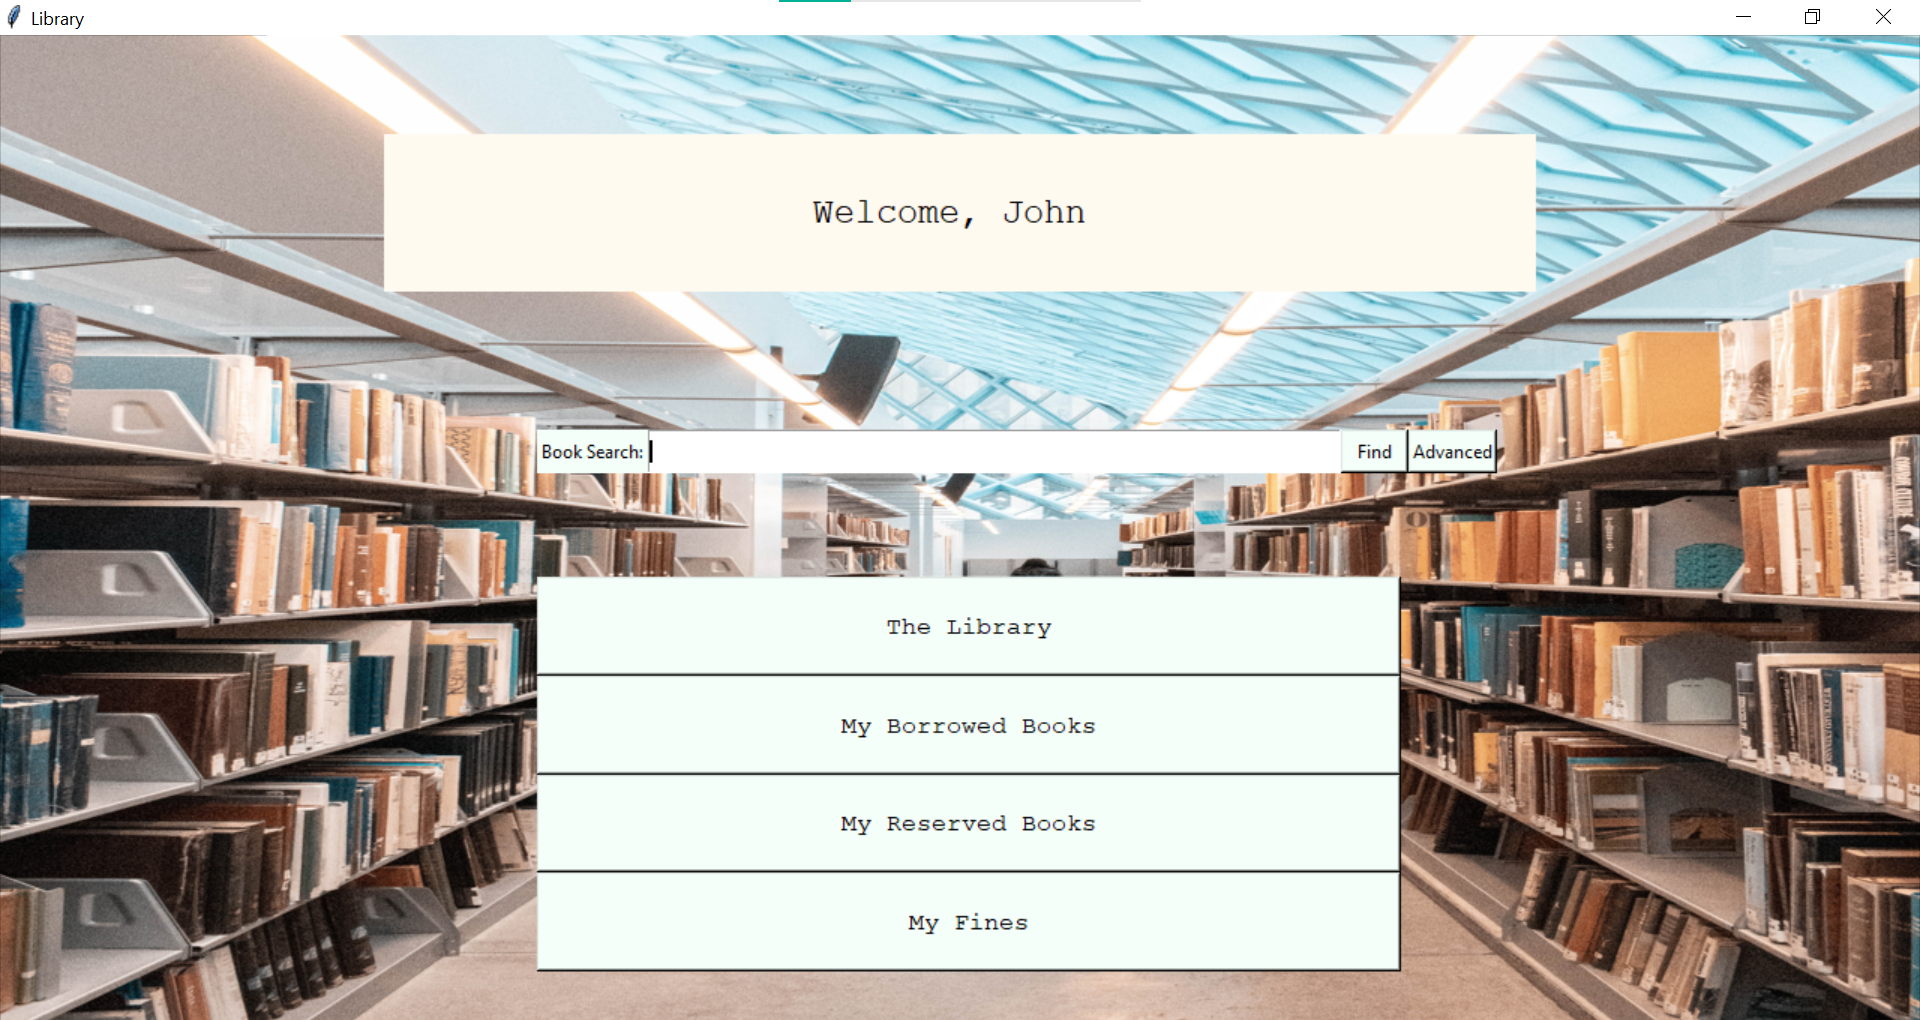 Library
Welcome, John
Book Search: Find Advanced
The Library
My Borrowed Books
My Reserved Books
My Fines